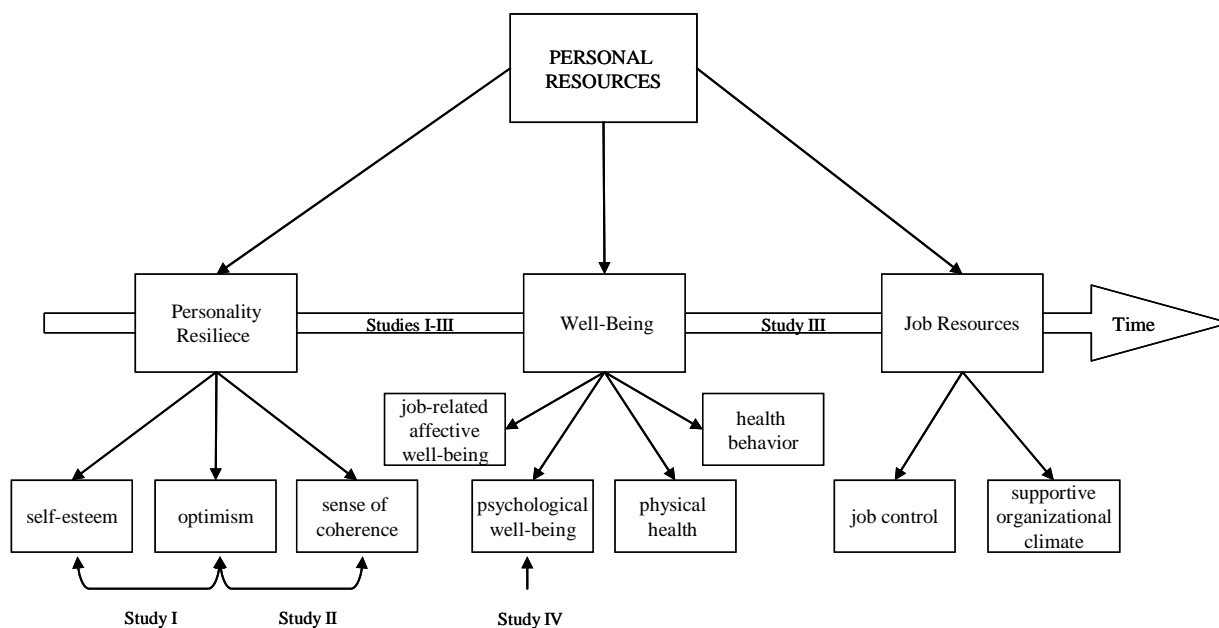 PERSONAL
RESOURCES
Personality
Resiliece
Studies I-III
Well-Being
Study III
Job Resources
Time
job-related
affective
well-being
health
behavior
self-esteem
optimism
sense of
coherence
psychological
well-being
physical
health
job control
supportive
organizational
climate
Study I
Study II
Study IV